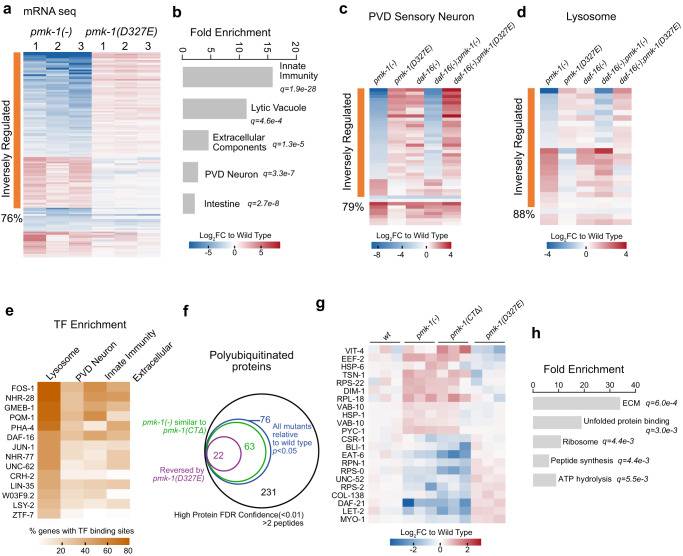 a
mRNA seq
pmk-1(-) pmk-1(D327E)
1 2 3 1 2 3
Inversely Regulated
76%
b
Fold Enrichment
0 5 10 15 20
Innate
Immunity
q=1.9e-28
Lytic Vacuole
q=4.6e-4
Extracellular
Components q=1.3e-5
PVD Neuron q=3.3e-7
Intestine q=2.7e-8
Log2FC to Wild Type
-5 0 5
c
PVD Sensory Neuron
pmk-1(-)
pmk-1(D327E)
daf-16(-)
daf-16(-);pmk-1(-)
daf-16(-);pmk-1(D327E)
Inversely Regulated
79%
Log2FC to Wild Type
-8 -4 0 4
d
Lysosome
pmk-1(-)
pmk-1(D327E)
daf-16(-)
daf-16(-);pmk-1(-)
daf-16(-);pmk-1(D327E)
Inversely Regulated
88%
Log2FC to Wild Type
-4 0 4
e
TF Enrichment
Lysosome
PVD Neuron
Innate Immunity
Extracellular
FOS-1
NHR-28
GMEB-1
PQM-1
PHA-4
DAF-16
JUN-1
NHR-77
UNC-62
CRH-2
LIN-35
W03F9.2
LSY-2
ZTF-7
% genes with TF binding sites
20 40 60 80
f
Polyubiquitinated
proteins
pmk-1(-) similar to
pmk-1(CTΔ)
76
All mutants
relative
to wild type
p<0.05
63
22
Reversed by
pmk-1(D327E)
231
High Protein FDR Confidence(<0.01)
>2 peptides
g
wt
pmk-1(-)
pmk-1(CTΔ)
pmk-1(D327E)
VIT-4
EEF-2
HSP-6
TSN-1
RPS-22
DIM-1
RPL-18
VAB-10
HSP-1
VAB-10
PYC-1
CSR-1
BLI-1
EAT-6
RPN-1
RPS-0
UNC-52
RPS-2
COL-138
DAF-21
LET-2
MYO-1
Log2FC to Wild Type
-2 0 2
h
Fold Enrichment
0 10 20 30 40
ECM q=6.0e-4
Unfolded protein binding
q=3.0e-3
Ribosome q=4.4e-3
Peptide synthesis q=4.4e-3
ATP hydrolysis q=5.5e-3